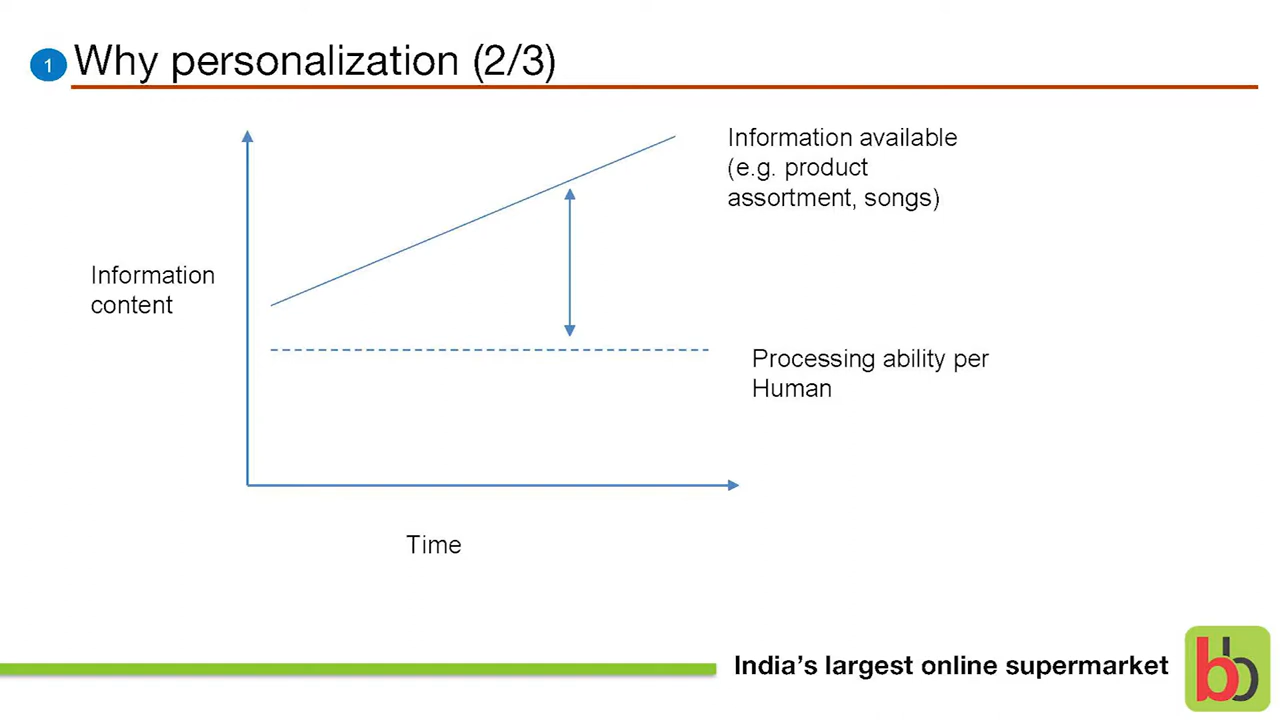 1
Why personalization (2/3)
Information available
(e.g. product
assortment, songs)
Information
content
Processing ability per
Human
Time
India's largest online supermarket
bb